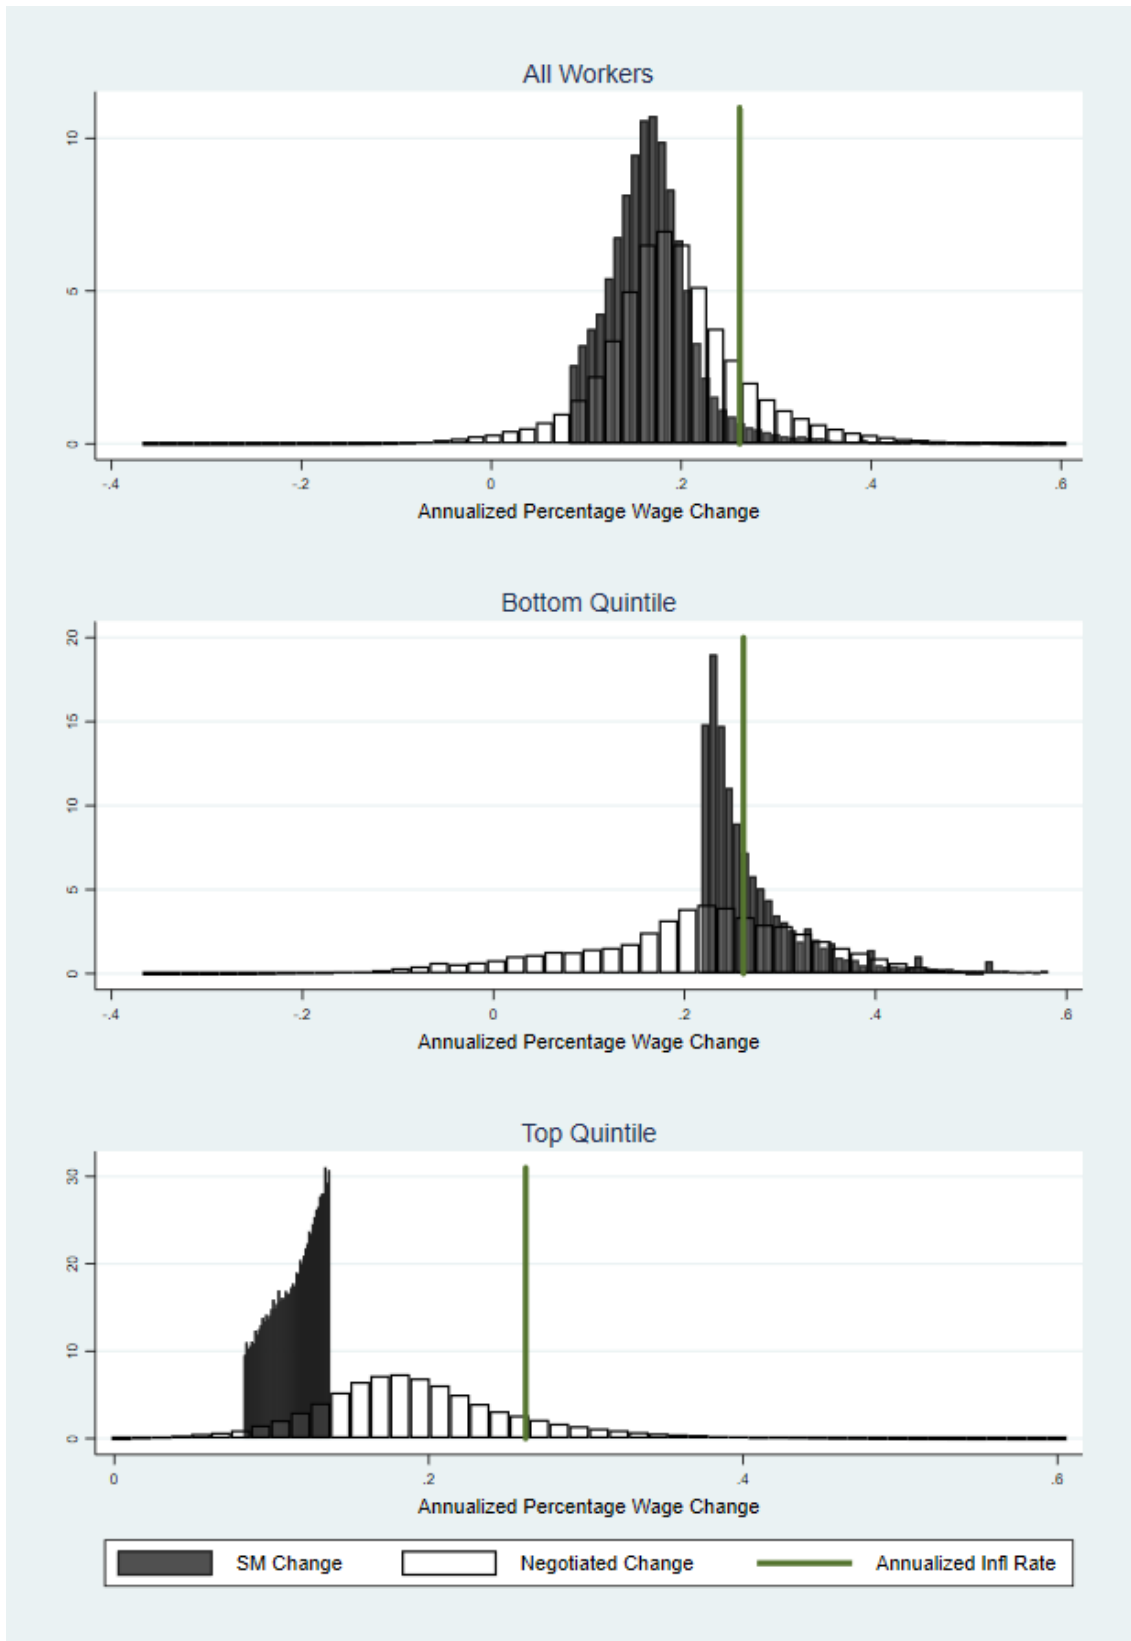 All Workers
10
5
0
-.4 -.2 0 .2 .4 .6
Annualized Percentage Wage Change
Bottom Quintile
20
15
10
5
0
-.4 -.2 0 .2 .4 .6
Annualized Percentage Wage Change
Top Quintile
30
20
10
0
0 .2 .4 .6
Annualized Percentage Wage Change
SM Change Negotiated Change Annualized Infl Rate